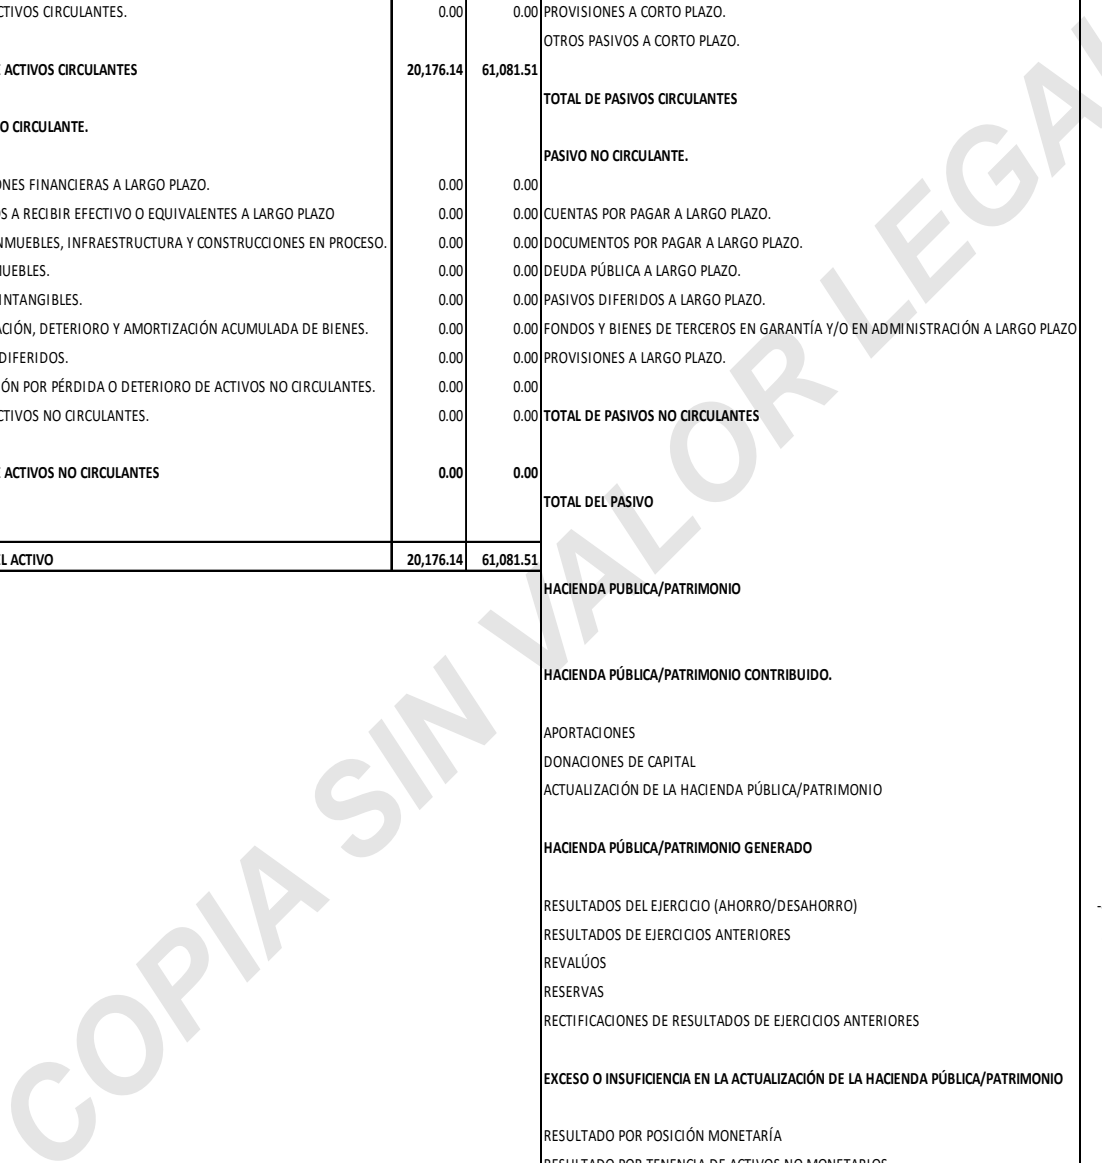 CTIVOS CIRCULANTES. 0.00 0.00 PROVISIONES A CORTO PLAZO.
OTROS PASIVOS A CORTO PLAZO.
ACTIVOS CIRCULANTES 20,176.14 61,081.51
TOTAL DE PASIVOS CIRCULANTES
O CIRCULANTE.
PASIVO NO CIRCULANTE.
ONES FINANCIERAS A LARGO PLAZO. 0.00 0.00
OS A RECIBIR EFECTIVO O EQUIVALENTES A LARGO PLAZO 0.00 0.00 CUENTAS POR PAGAR A LARGO PLAZO.
NMUEBLES, INFRAESTRUCTURA Y CONSTRUCCIONES EN PROCESO. 0.00 0.00 DOCUMENTOS POR PAGAR A LARGO PLAZO.
UEBLES. 0.00 0.00 DEUDA PÚBLICA A LARGO PLAZO.
INTANGIBLES. 0.00 0.00 PASIVOS DIFERIDOS A LARGO PLAZO.
ACIÓN, DETERIORO Y AMORTIZACIÓN ACUMULADA DE BIENES. 0.00 0.00 FONDOS Y BIENES DE TERCEROS EN GARANTÍA Y/O EN ADMINISTRACIÓN A LARGO PLAZO
DIFERIDOS. 0.00 0.00 PROVISIONES A LARGO PLAZO.
IÓN POR PÉRDIDA O DETERIORO DE ACTIVOS NO CIRCULANTES. 0.00 0.00
CTIVOS NO CIRCULANTES. 0.00 0.00 TOTAL DE PASIVOS NO CIRCULANTES
ACTIVOS NO CIRCULANTES 0.00 0.00
TOTAL DEL PASIVO
L ACTIVO 20,176.14 61,081.51
HACIENDA PUBLICA/PATRIMONIO
HACIENDA PÚBLICA/PATRIMONIO CONTRIBUIDO.
APORTACIONES
DONACIONES DE CAPITAL
ACTUALIZACIÓN DE LA HACIENDA PÚBLICA/PATRIMONIO
HACIENDA PÚBLICA/PATRIMONIO GENERADO
RESULTADOS DEL EJERCICIO (AHORRO/DESAHORRO) -
RESULTADOS DE EJERCICIOS ANTERIORES
REVALÚOS
RESERVAS
RECTIFICACIONES DE RESULTADOS DE EJERCICIOS ANTERIORES
EXCESO O INSUFICIENCIA EN LA ACTUALIZACIÓN DE LA HACIENDA PÚBLICA/PATRIMONIO
RESULTADO POR POSICIÓN MONETARÍA
RESULTADO POR TENENCIA DE ACTIVOS NO MONETARIOS
COPIA SIN VALOR LEGAL